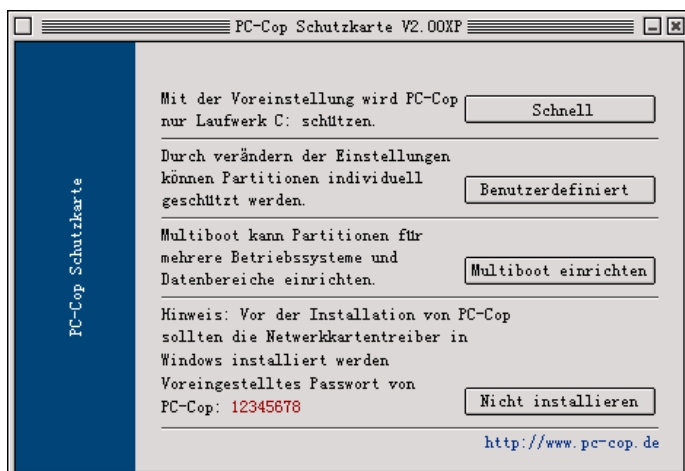 PC-Cop Schutzkarte V2.00XP
PC-Cop Schutzkarte
Mit der Voreinstellung wird PC-Cop
nur Laufwerk C: schützen.
Schnell
Durch verändern der Einstellungen
können Partitionen individuell
geschützt werden.
Benutzerdefiniert
Multiboot kann Partitionen für
mehrere Betriebssysteme und
Datenbereiche einrichten.
Multiboot einrichten
Hinweis: Vor der Installation von PC-Cop
sollten die Netwerkkartentreiber in
Windows installiert werden
Voreingestelltes Passwort von
PC-Cop: 12345678
Nicht installieren
http://www.pc-cop.de